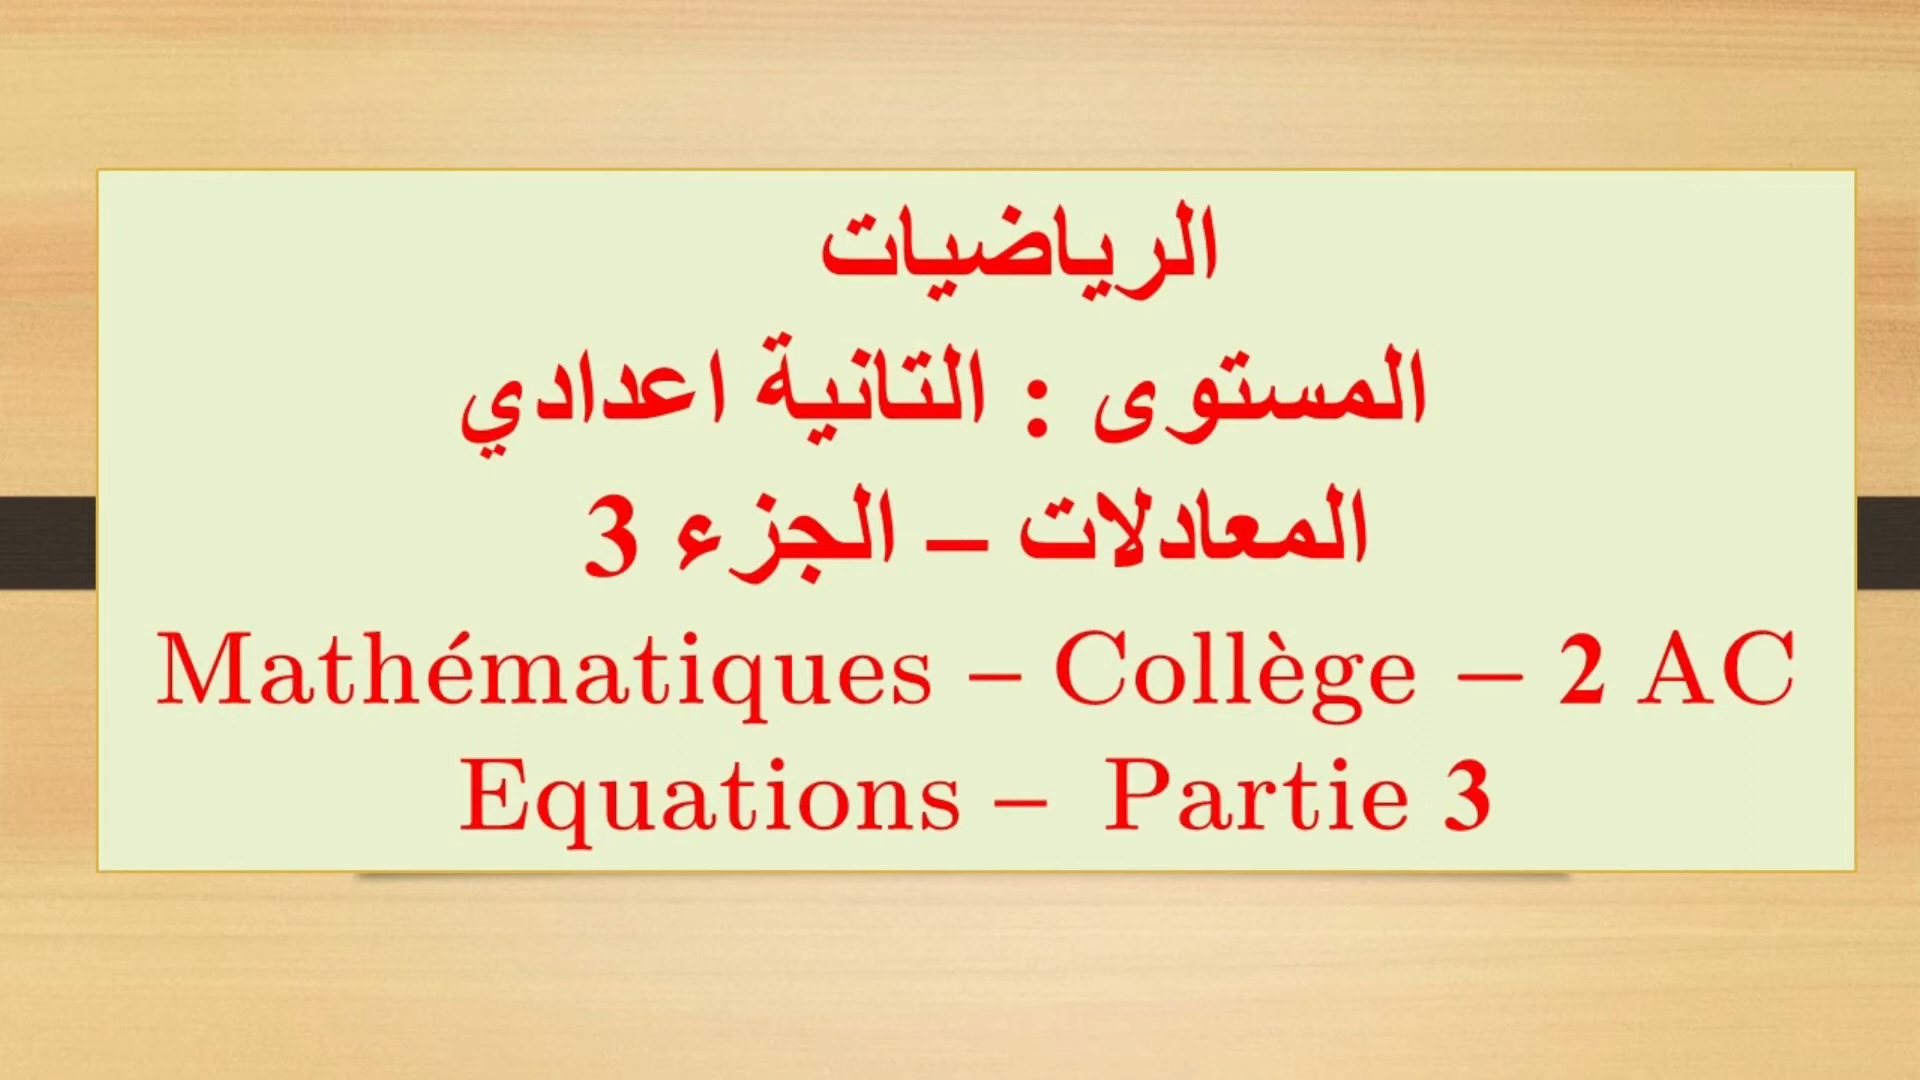 الرياضيات
المستوى : التانية اعدادي
المعادلات – الجزء 3
Mathématiques – Collège – 2 AC
Equations – Partie 3